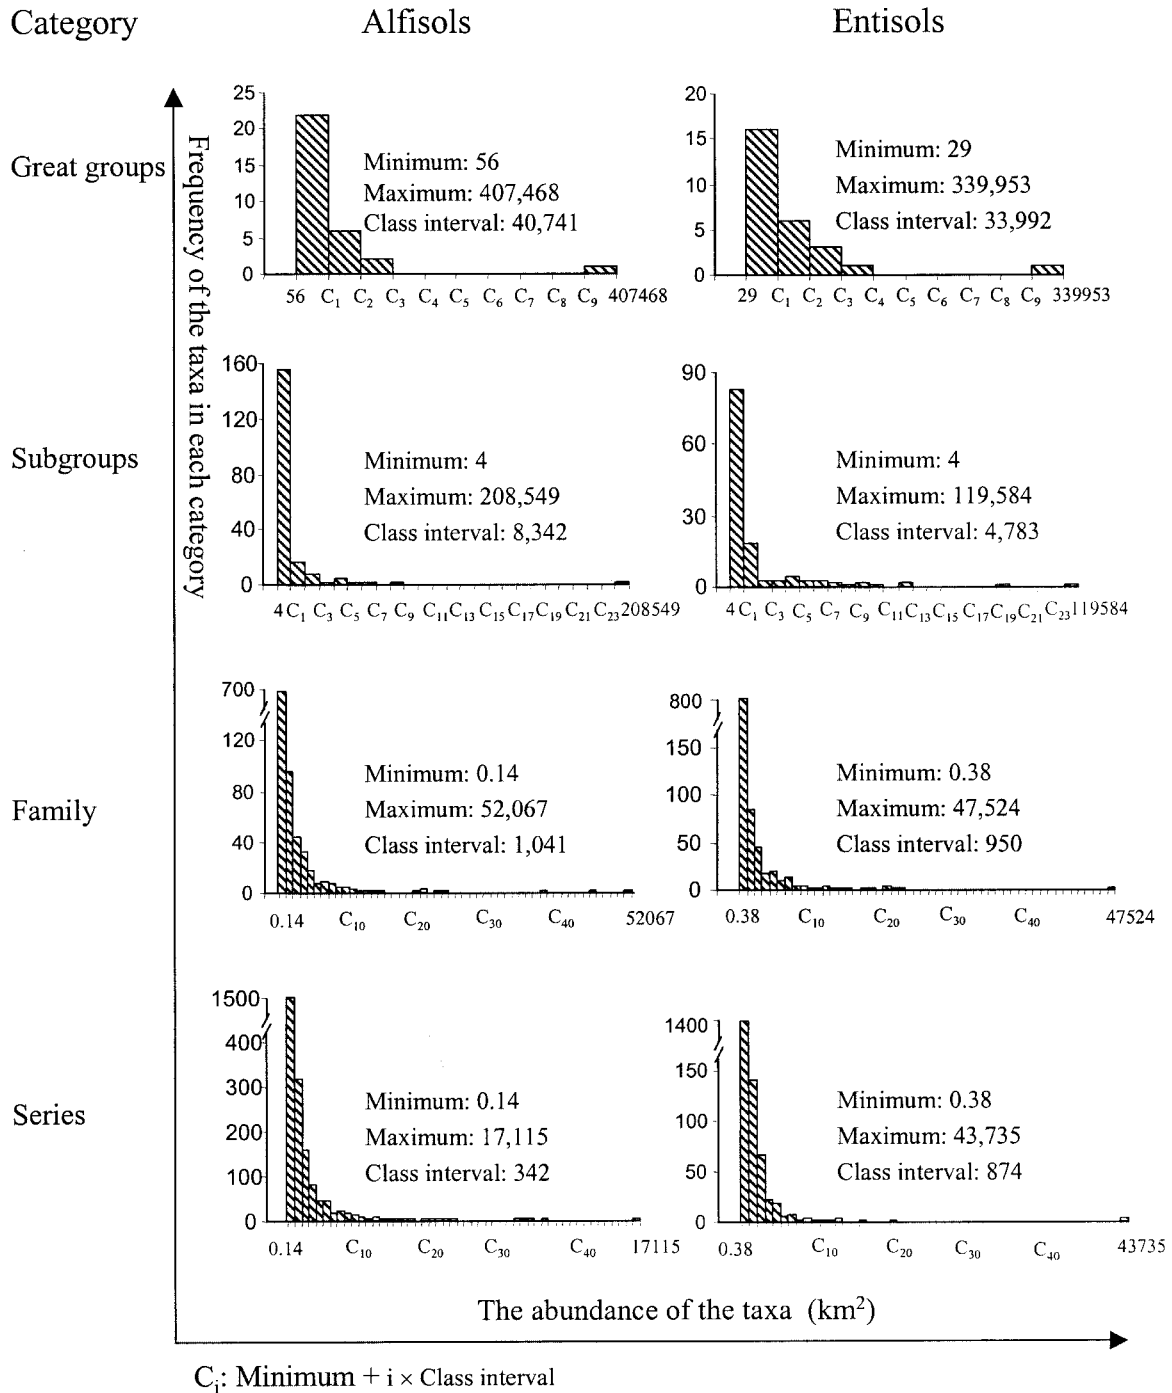 Category Alfisols Entisols
Great groups
Frequency of the taxa in each category
25
20
15
10
5
0
Minimum: 56
Maximum: 407,468
Class interval: 40,741
56 C1 C2 C3 C4 C5 C6 C7 C8 C9 407468
20
15
10
5
0
Minimum: 29
Maximum: 339,953
Class interval: 33,992
29 C1 C2 C3 C4 C5 C6 C7 C8 C9 339953
Subgroups
160
120
80
40
0
Minimum: 4
Maximum: 208,549
Class interval: 8,342
4 C1 C3 C5 C7 C9 C11 C13 C15 C17 C19 C21 C23 208549
90
60
30
0
Minimum: 4
Maximum: 119,584
Class interval: 4,783
4 C1 C3 C5 C7 C9 C11 C13 C15 C17 C19 C21 C23 119584
Family
700
120
80
40
0
Minimum: 0.14
Maximum: 52,067
Class interval: 1,041
0.14 C10 C20 C30 C40 52067
800
150
100
50
0
Minimum: 0.38
Maximum: 47,524
Class interval: 950
0.38 C10 C20 C30 C40 47524
Series
1500
400
300
200
100
0
Minimum: 0.14
Maximum: 17,115
Class interval: 342
0.14 C10 C20 C30 C40 17115
1400
150
100
50
0
Minimum: 0.38
Maximum: 43,735
Class interval: 874
0.38 C10 C20 C30 C40 43735
The abundance of the taxa (km²)
Ci: Minimum + i × Class interval